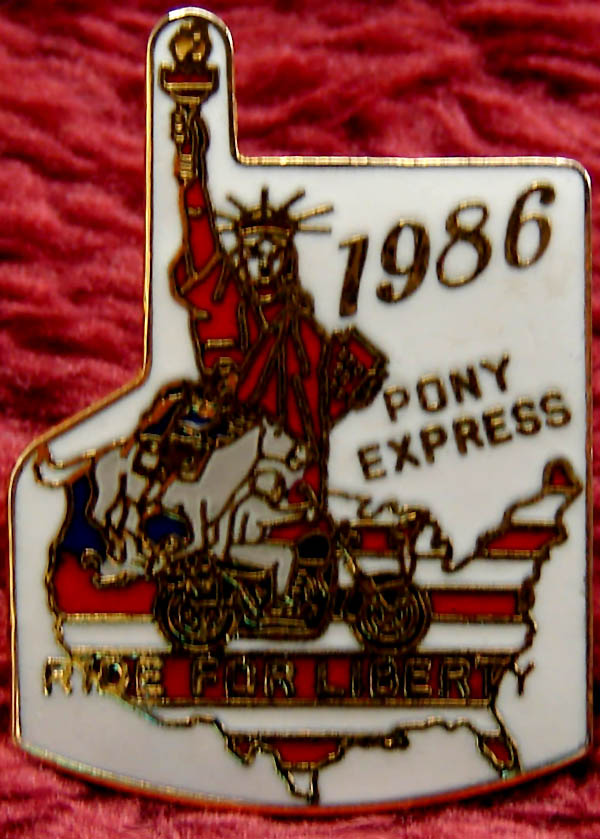 1986
PONY
EXPRESS
RIDE FOR LIBERTY